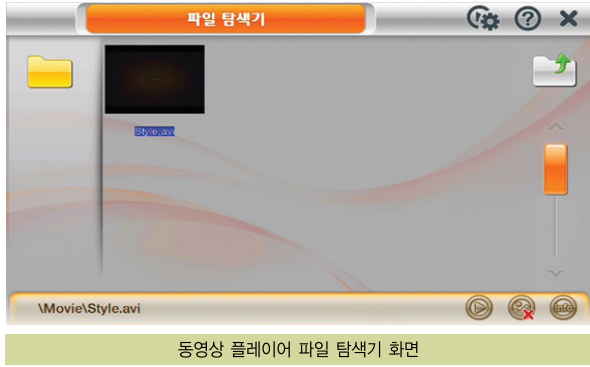 파일 탐색기
?
Style.avi
\Movie\Style.avi
Info
동영상 플레이어 파일 탐색기 화면